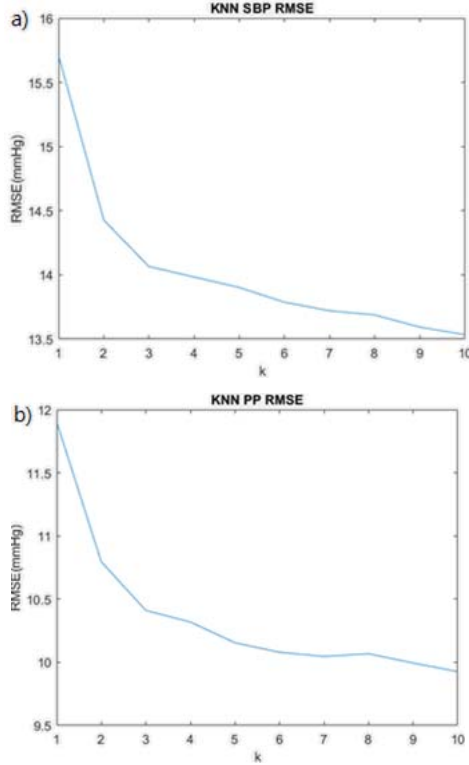 a)
KNN SBP RMSE
RMSE(mmHg)
16
15.5
15
14.5
14
13.5
1 2 3 4 5 6 7 8 9 10
k
b)
KNN PP RMSE
RMSE(mmHg)
12
11.5
11
10.5
10
9.5
1 2 3 4 5 6 7 8 9 10
k